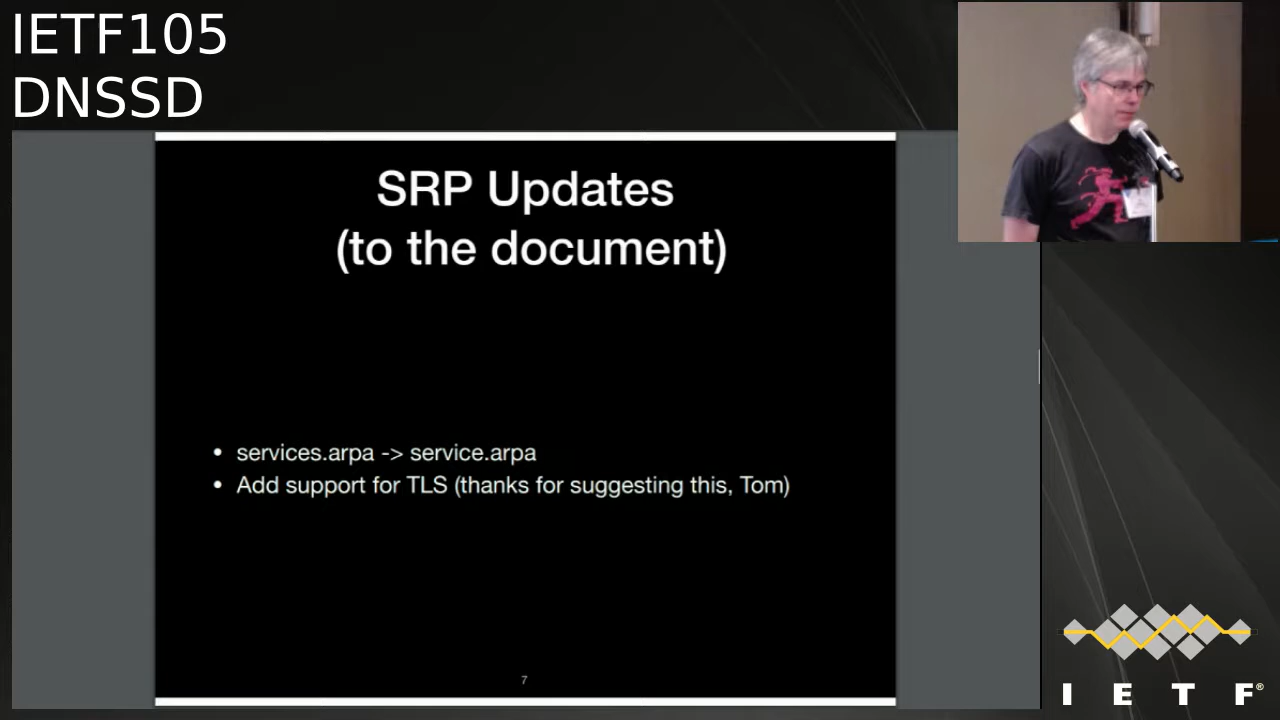 IETF105
DNSSD
SRP Updates
(to the document)
• services.arpa -> service.arpa
• Add support for TLS (thanks for suggesting this, Tom)
7
I E T F®